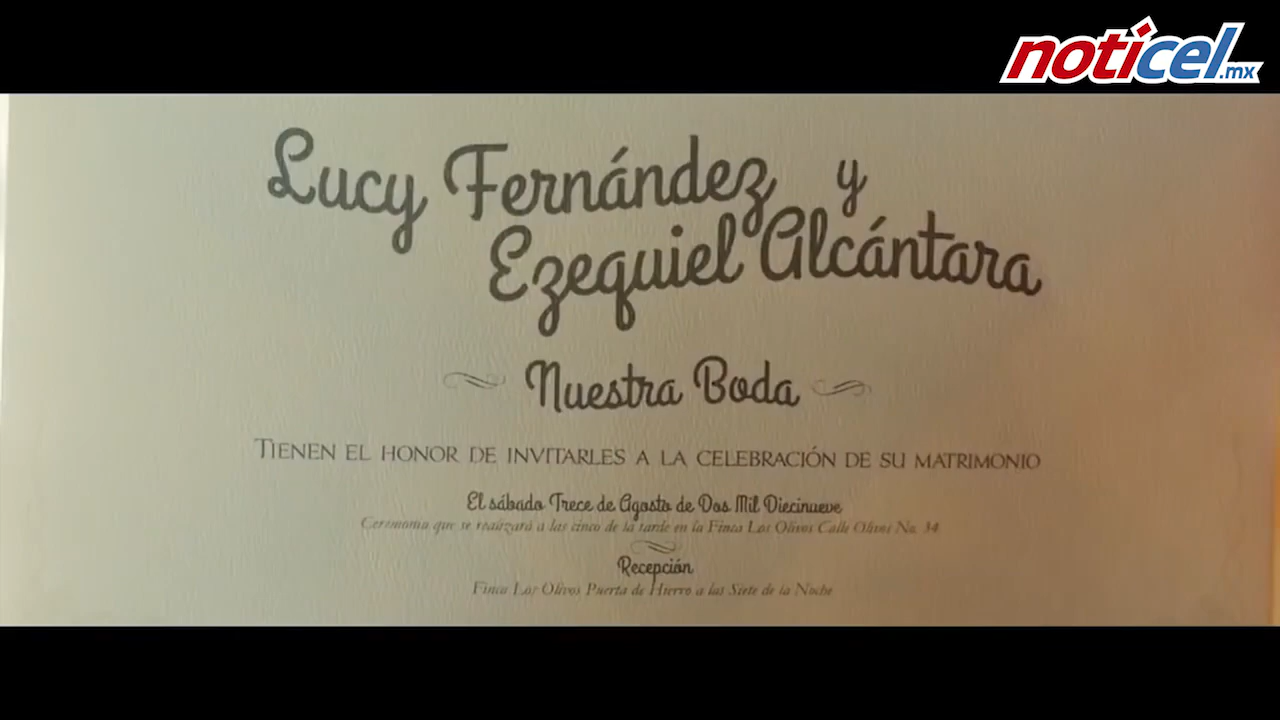 noticel.mx
Lucy Fernández y
Ezequiel Alcántara
Nuestra Boda
TIENEN EL HONOR DE INVITARLES A LA CELEBRACIÓN DE SU MATRIMONIO
El sábado Trece de Agosto de Dos Mil Diecinueve
Ceremonia que se realizará a las cinco de la tarde en la Finca Los Olivos Calle Olivos No. 34
Recepción
Finca Los Olivos Puerta de Hierro a las Siete de la Noche